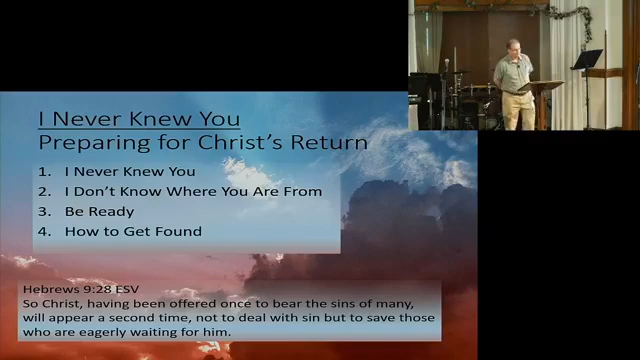 I Never Knew You
Preparing for Christ's Return
1. I Never Knew You
2. I Don't Know Where You Are From
3. Be Ready
4. How to Get Found
Hebrews 9:28 ESV
So Christ, having been offered once to bear the sins of many,
will appear a second time, not to deal with sin but to save those
who are eagerly waiting for him.